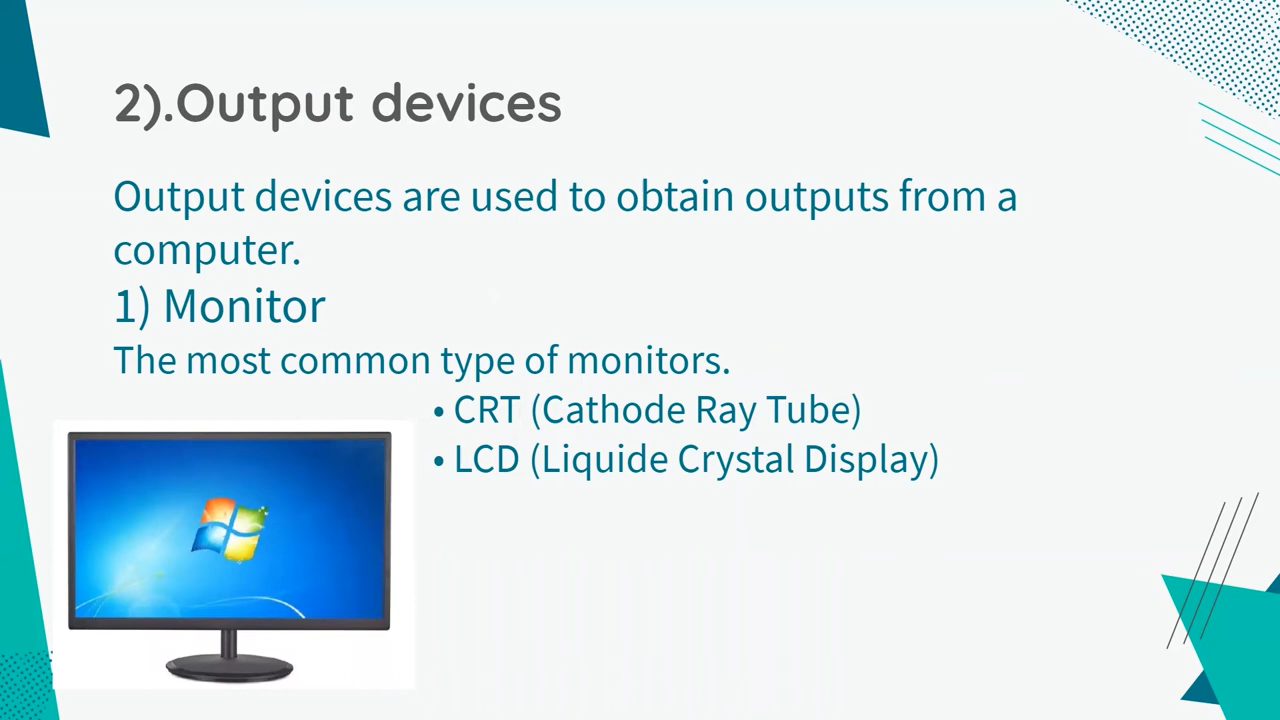 2).Output devices
Output devices are used to obtain outputs from a
computer.
1) Monitor
The most common type of monitors.
• CRT (Cathode Ray Tube)
• LCD (Liquide Crystal Display)